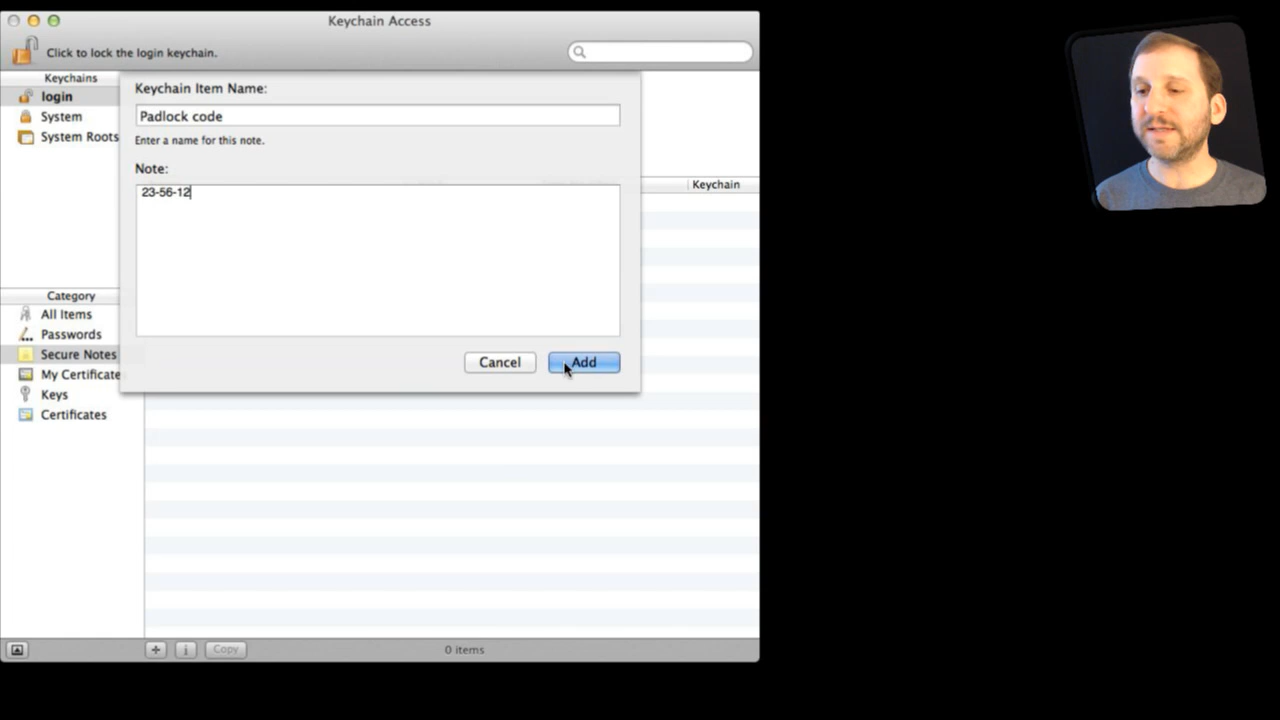 Keychain Access
Click to lock the login keychain.
Keychains
login
System
System Roots
Keychain Item Name:
Padlock code
Enter a name for this note.
Note:
23-56-12
Cancel
Add
Keychain
Category
All Items
Passwords
Secure Notes
My Certificate
Keys
Certificates
Copy
0 items